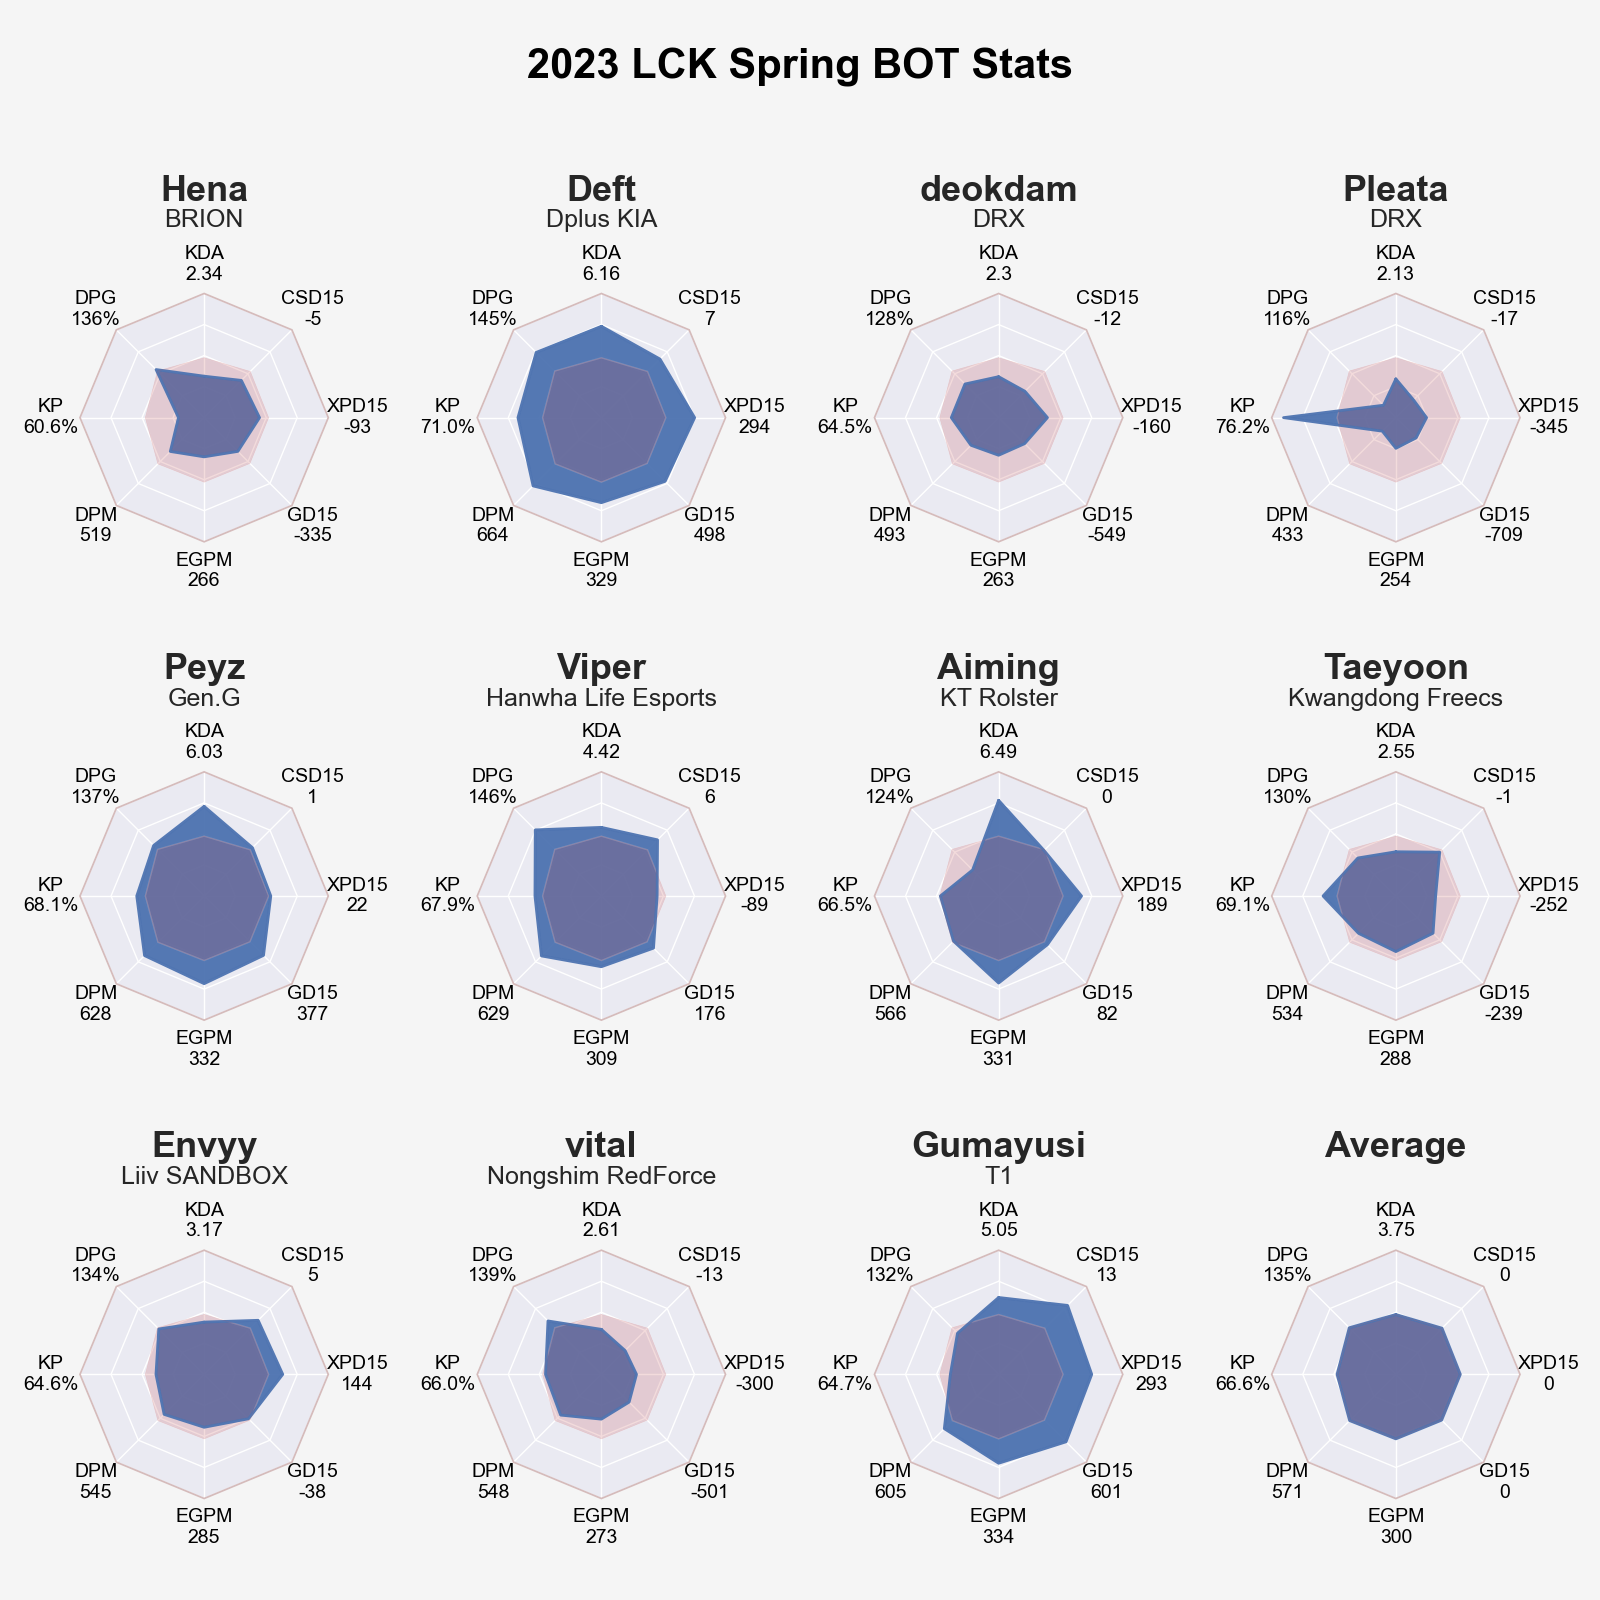 2023 LCK Spring BOT Stats
Hena
BRION
KDA
2.34
DPG
136%
CSD15
-5
KP
60.6%
XPD15
-93
DPM
519
GD15
-335
EGPM
266
Deft
Dplus KIA
KDA
6.16
DPG
145%
CSD15
7
KP
71.0%
XPD15
294
DPM
664
GD15
498
EGPM
329
deokdam
DRX
KDA
2.3
DPG
128%
CSD15
-12
KP
64.5%
XPD15
-160
DPM
493
GD15
-549
EGPM
263
Pleata
DRX
KDA
2.13
DPG
116%
CSD15
-17
KP
76.2%
XPD15
-345
DPM
433
GD15
-709
EGPM
254
Peyz
Gen.G
KDA
6.03
DPG
137%
CSD15
1
KP
68.1%
XPD15
22
DPM
628
GD15
377
EGPM
332
Viper
Hanwha Life Esports
KDA
4.42
DPG
146%
CSD15
6
KP
67.9%
XPD15
-89
DPM
629
GD15
176
EGPM
309
Aiming
KT Rolster
KDA
6.49
DPG
124%
CSD15
0
KP
66.5%
XPD15
189
DPM
566
GD15
82
EGPM
331
Taeyoon
Kwangdong Freecs
KDA
2.55
DPG
130%
CSD15
-1
KP
69.1%
XPD15
-252
DPM
534
GD15
-239
EGPM
288
Envyy
Liiv SANDBOX
KDA
3.17
DPG
134%
CSD15
5
KP
64.6%
XPD15
144
DPM
545
GD15
-38
EGPM
285
vital
Nongshim RedForce
KDA
2.61
DPG
139%
CSD15
-13
KP
66.0%
XPD15
-300
DPM
548
GD15
-501
EGPM
273
Gumayusi
T1
KDA
5.05
DPG
132%
CSD15
13
KP
64.7%
XPD15
293
DPM
605
GD15
601
EGPM
334
Average
KDA
3.75
DPG
135%
CSD15
0
KP
66.6%
XPD15
0
DPM
571
GD15
0
EGPM
300